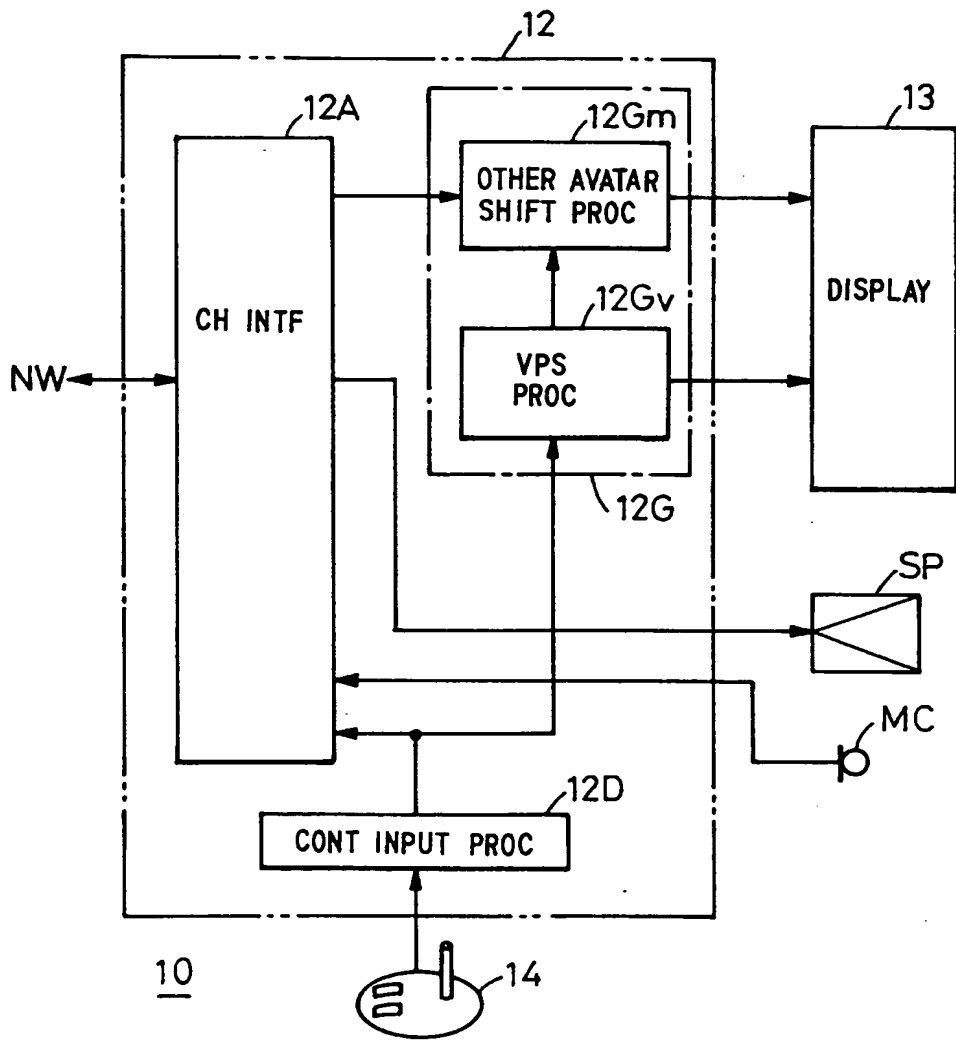 12
12A
12Gm
13
OTHER AVATAR
SHIFT PROC
12Gv
CH INTF
DISPLAY
NW
VPS
PROC
12G
SP
MC
12D
CONT INPUT PROC
10
14